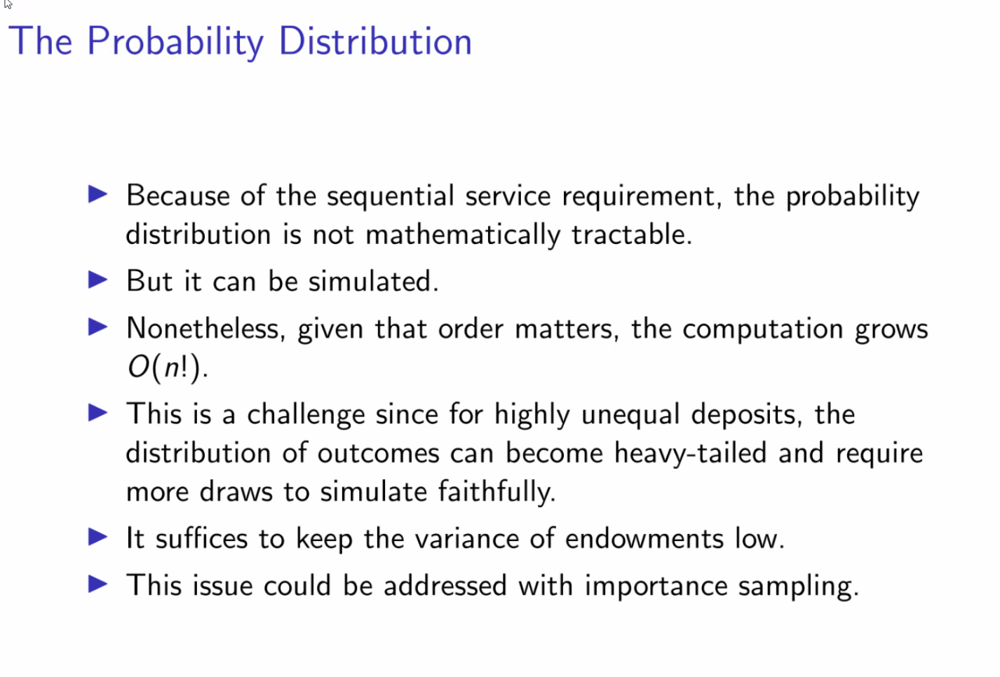 The Probability Distribution
▶ Because of the sequential service requirement, the probability
distribution is not mathematically tractable.
▶ But it can be simulated.
▶ Nonetheless, given that order matters, the computation grows
O(n!).
▶ This is a challenge since for highly unequal deposits, the
distribution of outcomes can become heavy-tailed and require
more draws to simulate faithfully.
▶ It suffices to keep the variance of endowments low.
▶ This issue could be addressed with importance sampling.